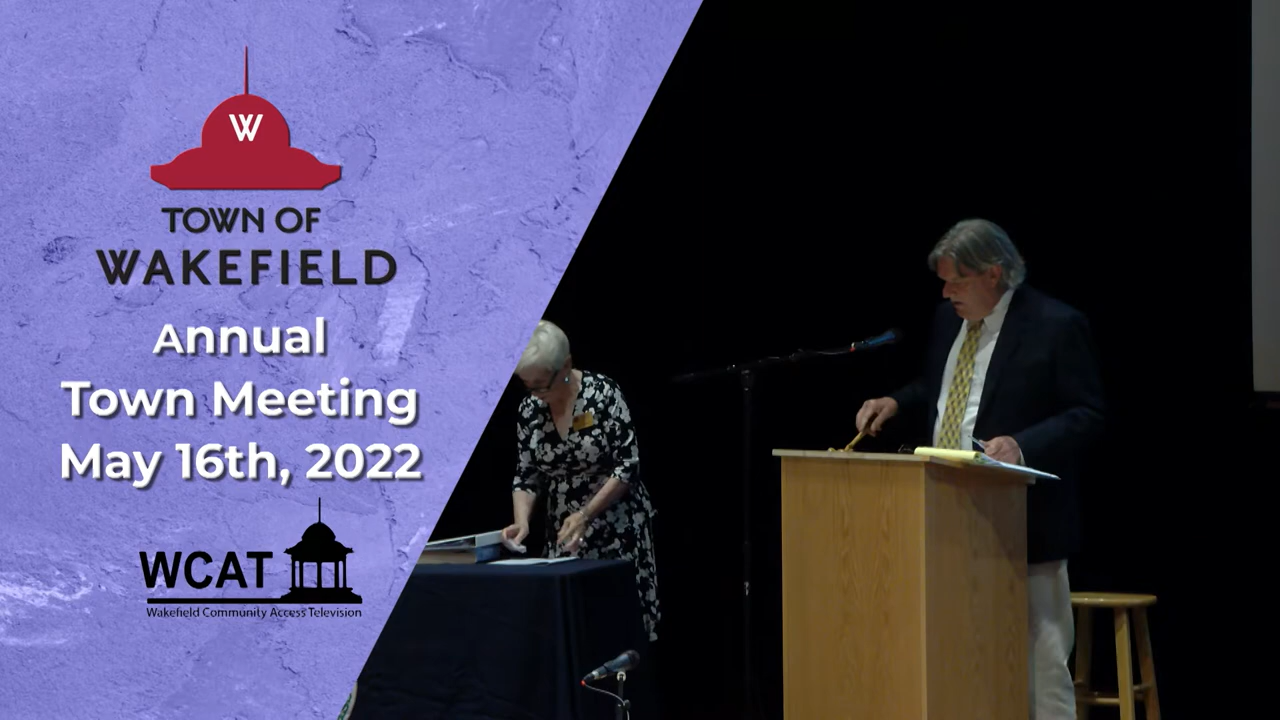 W
TOWN OF
WAKEFIELD
Annual
Town Meeting
May 16th, 2022
WCAT
Wakefield Community Access Television